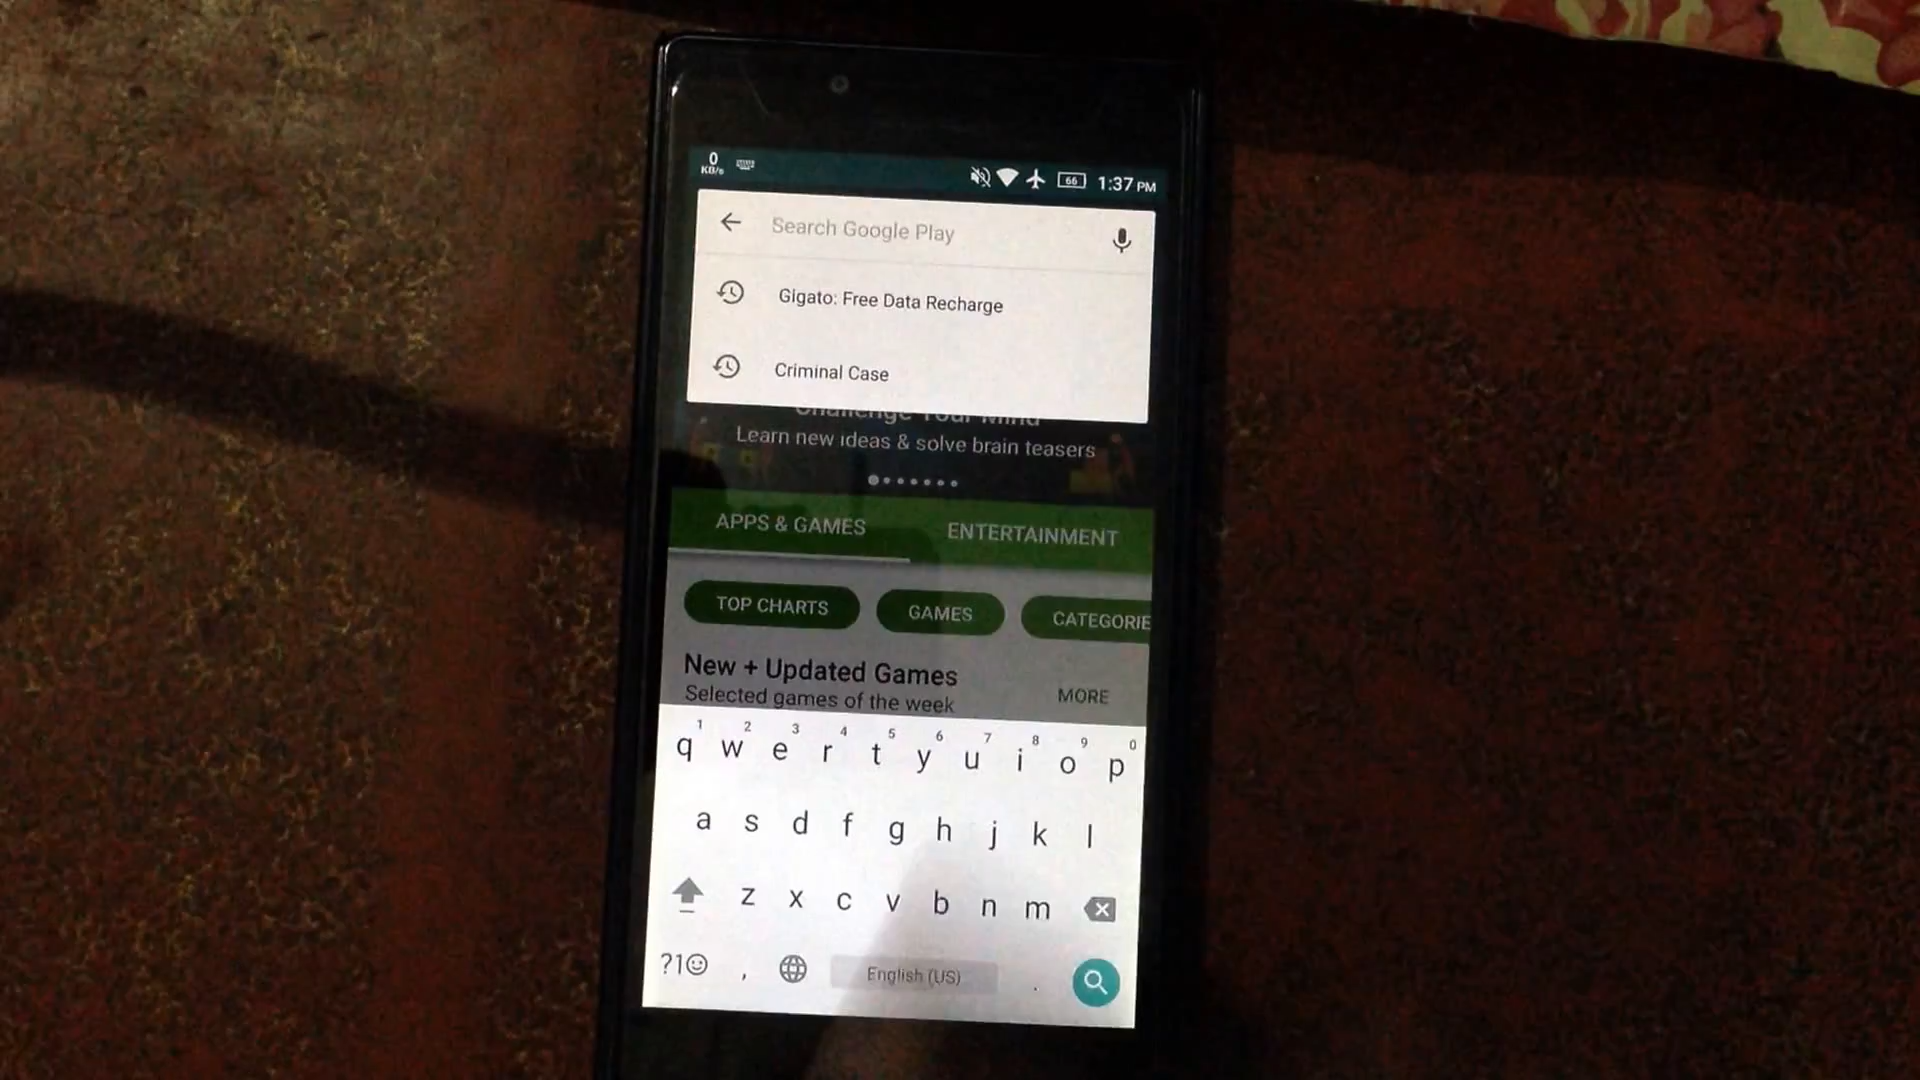 0
KB/s
66
1:37 PM
Search Google Play
Gigato: Free Data Recharge
Criminal Case
Challenge Your Mind
Learn new ideas & solve brain teasers
APPS & GAMES
ENTERTAINMENT
TOP CHARTS
GAMES
CATEGORIE
New + Updated Games
Selected games of the week
MORE
1 2 3 4 5 6 7 8 9 0
q w e r t y u i o p
a s d f g h j k l
z x c v b n m
?1☺ , English (US) .